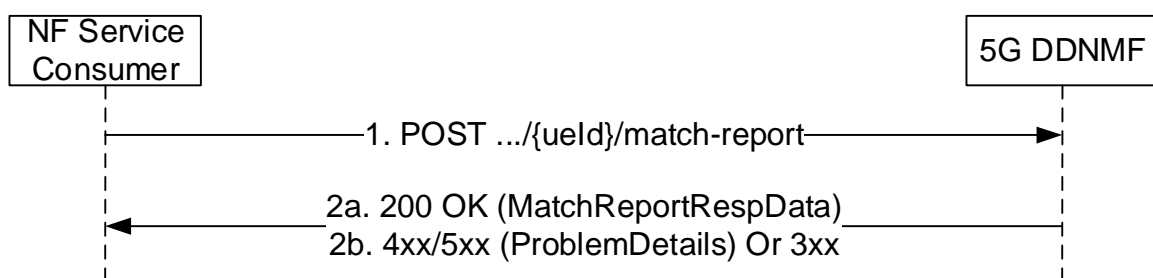 NF Service
Consumer
5G DDNMF
1. POST .../{ueId}/match-report
2a. 200 OK (MatchReportRespData)
2b. 4xx/5xx (ProblemDetails) Or 3xx